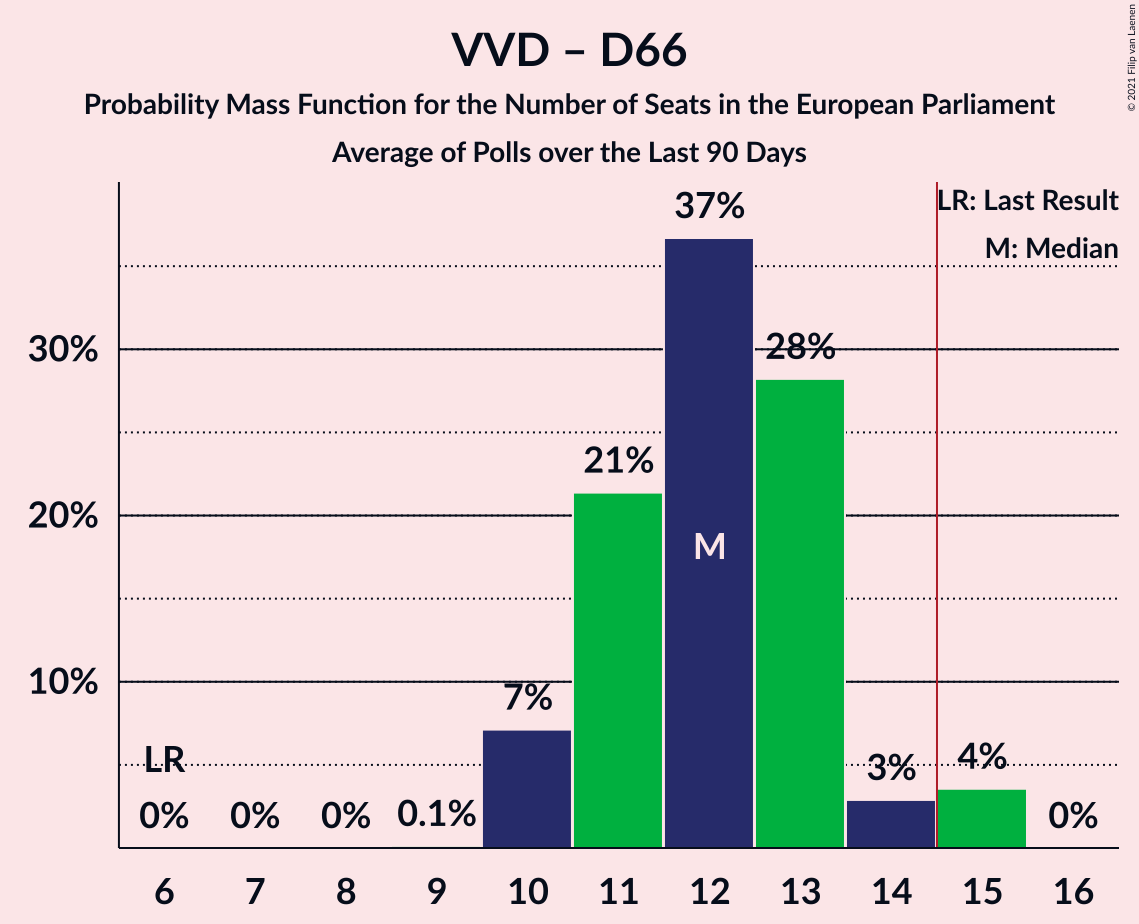 VVD – D66
Probability Mass Function for the Number of Seats in the European Parliament
Average of Polls over the Last 90 Days
© 2021 Filip van Laenen
LR: Last Result
M: Median
37%
30%
28%
21%
20%
M
10%
7%
LR
3%
4%
0%
0%
0%
0.1%
0%
6 7 8 9 10 11 12 13 14 15 16